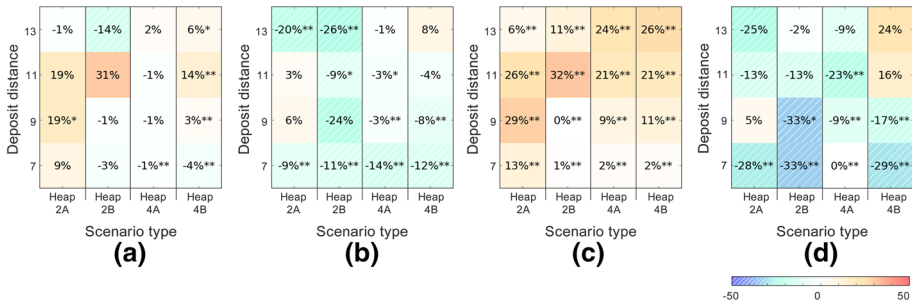 Deposit distance
13 -1% -14% 2% 6%*
11 19% 31% -1% 14%**
9 19%* -1% -1% 3%**
7 9% -3% -1%** -4%**
Heap 2A Heap 2B Heap 4A Heap 4B
Scenario type
(a)
Deposit distance
13 -20%** -26%** -1% 8%
11 3% -9%* -3%* -4%
9 6% -24% -3%** -8%**
7 -9%** -11%** -14%** -12%**
Heap 2A Heap 2B Heap 4A Heap 4B
Scenario type
(b)
Deposit distance
13 6%** 11%** 24%** 26%**
11 26%** 32%** 21%** 21%**
9 29%** 0%** 9%** 11%**
7 13%** 1%** 2%** 2%**
Heap 2A Heap 2B Heap 4A Heap 4B
Scenario type
(c)
Deposit distance
13 -25% -2% -9% 24%
11 -13% -13% -23%** 16%
9 5% -33%* -9%** -17%**
7 -28%** -33%** 0%** -29%**
Heap 2A Heap 2B Heap 4A Heap 4B
Scenario type
(d)
-50 0 50